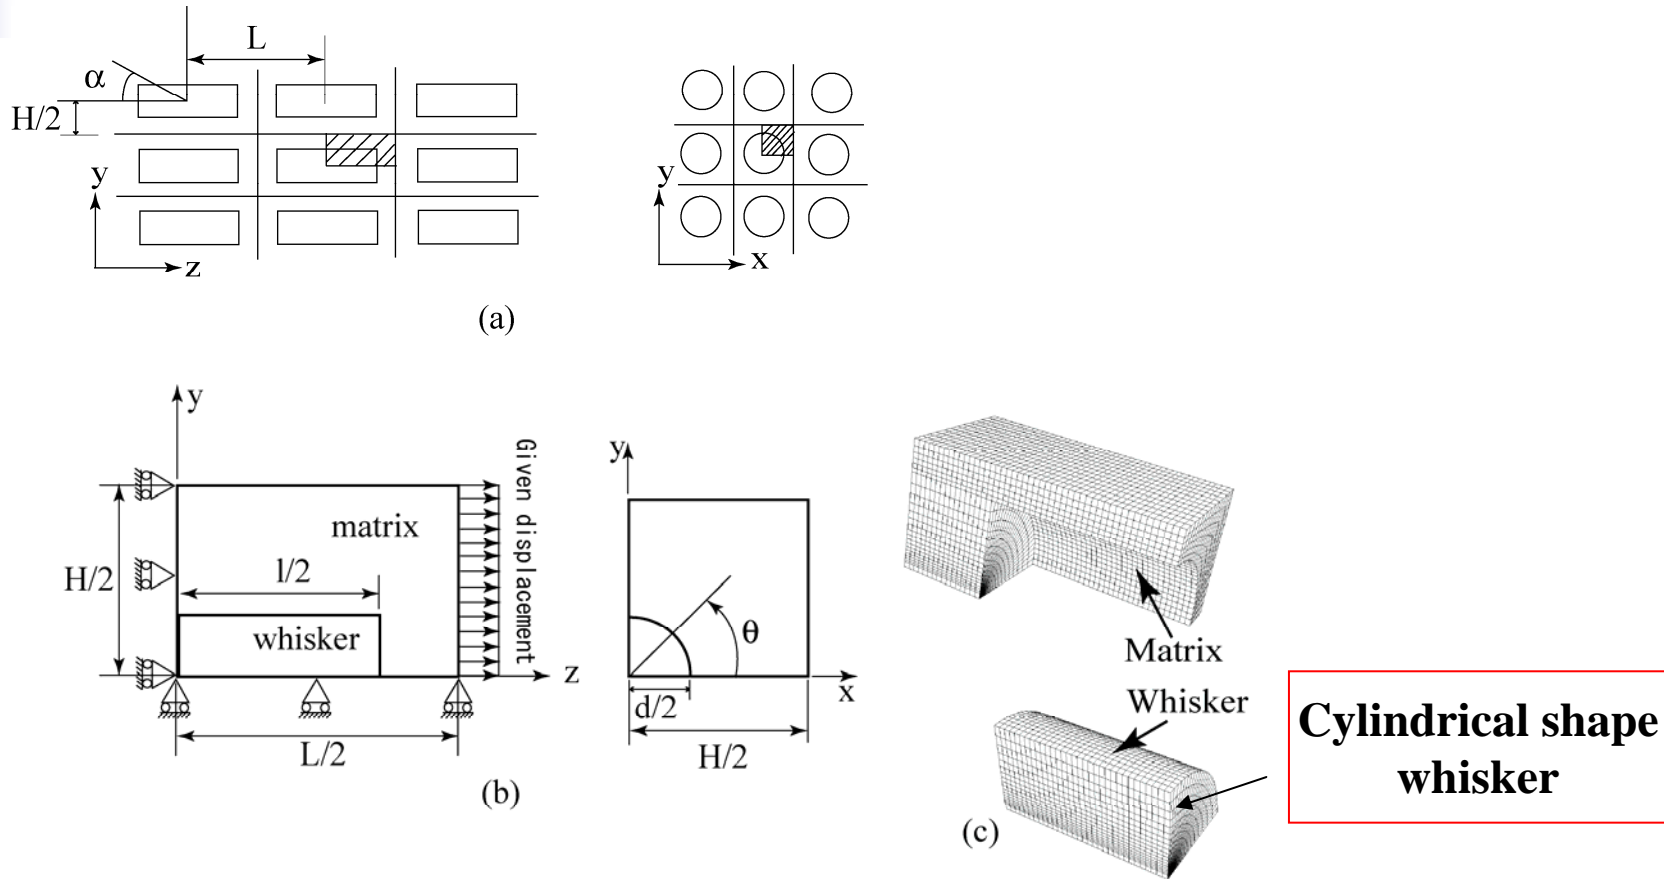 L
α
H/2
y
z
y
x
(a)
y
Given displacement
matrix
H/2
l/2
whisker
z
L/2
y
θ
x
d/2
H/2
(b)
Matrix
Whisker
(c)
Cylindrical shape
whisker